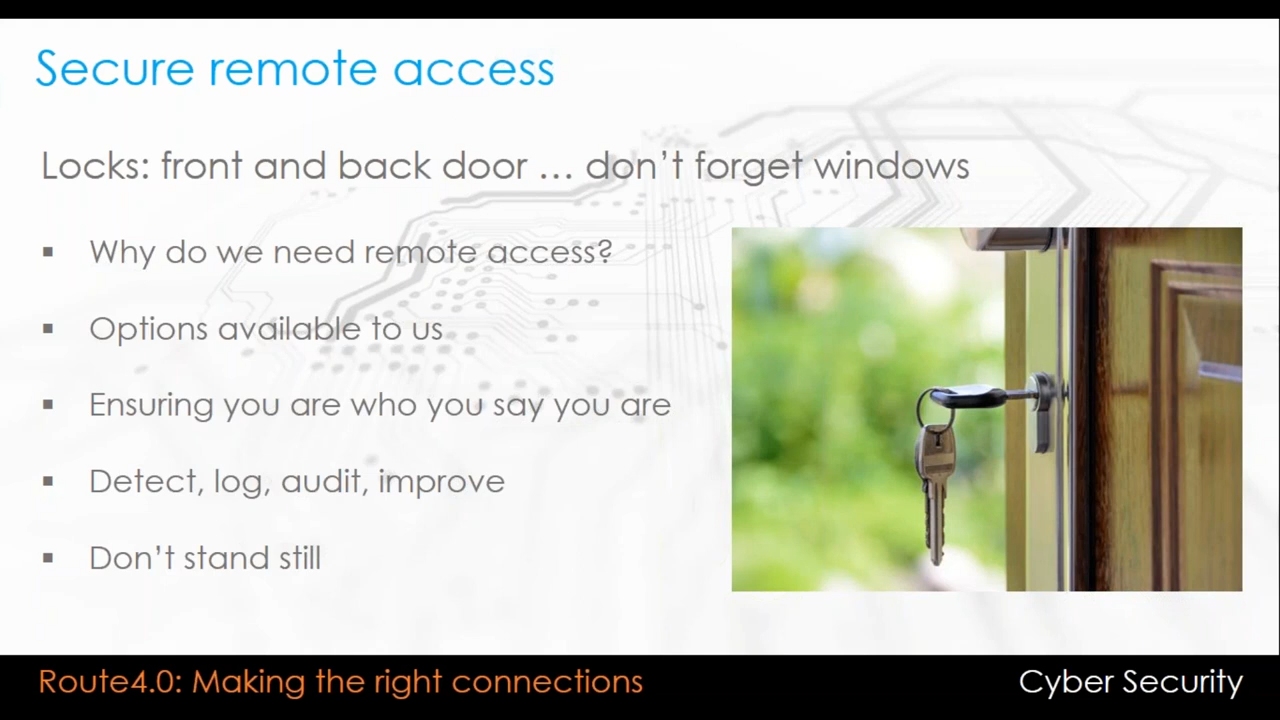 Secure remote access
Locks: front and back door … don’t forget windows
▪ Why do we need remote access?
▪ Options available to us
▪ Ensuring you are who you say you are
▪ Detect, log, audit, improve
▪ Don’t stand still
Route4.0: Making the right connections
Cyber Security